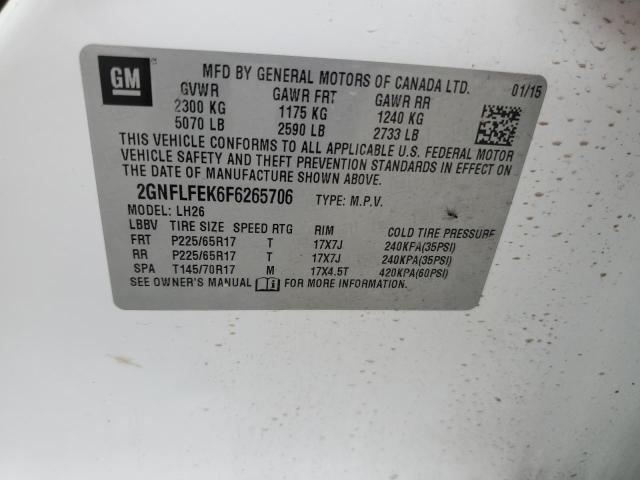 GM
MFD BY GENERAL MOTORS OF CANADA LTD. 01/15
GVWR GAWR FRT GAWR RR
2300 KG 1175 KG 1240 KG
5070 LB 2590 LB 2733 LB
THIS VEHICLE CONFORMS TO ALL APPLICABLE U.S. FEDERAL MOTOR
VEHICLE SAFETY AND THEFT PREVENTION STANDARDS IN EFFECT ON
THE DATE OF MANUFACTURE SHOWN ABOVE.
2GNFLFEK6F6265706 TYPE: M.P.V.
MODEL: LH26
LBBV TIRE SIZE SPEED RTG RIM COLD TIRE PRESSURE
FRT P225/65R17 T 17X7J 240KPA(35PSI)
RR P225/65R17 T 17X7J 240KPA(35PSI)
SPA T145/70R17 M 17X4.5T 420KPA(60PSI)
SEE OWNER'S MANUAL FOR MORE INFORMATION.